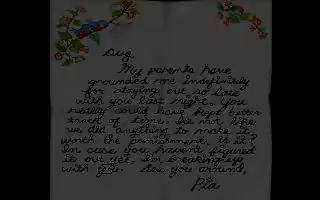 Sug,
My parents have
grounded me indefinitely
for staying out so late
with you last night. You
really could have kept better
track of time. It's not like
we did anything to make it
worth the punishment, is it?
In case you haven't figured
it out yet, I'm breaking up
with you. See you around,
Pia